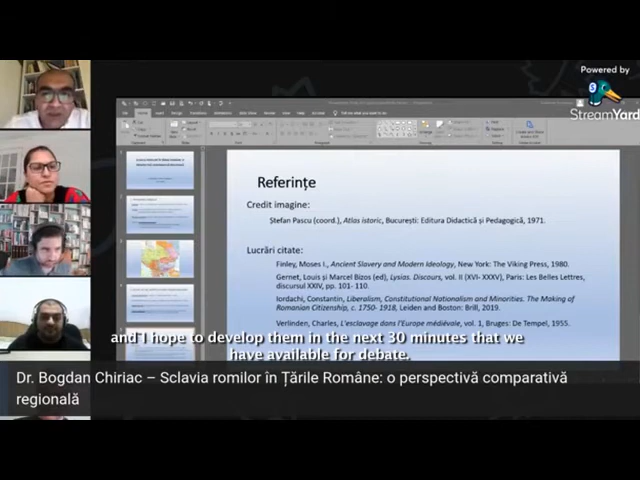 Powered by
StreamYard
Referințe
Credit imagine:
Ștefan Pascu (coord.), Atlas istoric, București: Editura Didactică și Pedagogică, 1971.
Lucrări citate:
Finley, Moses I., Ancient Slavery and Modern Ideology, New York: The Viking Press, 1980.
Gernet, Louis și Marcel Bizos (ed), Lysias. Discours, vol. II (XVI- XXXV), Paris: Les Belles Lettres,
discursul XXIV, pp. 101- 110.
Iordachi, Constantin, Liberalism, Constitutional Nationalism and Minorities. The Making of
Romanian Citizenship, c. 1750- 1918, Leiden and Boston: Brill, 2019.
Verlinden, Charles, L'esclavage dans l'Europe médiévale, vol. 1, Bruges: De Tempel, 1955.
and I hope to develop them in the next 30 minutes that we
have available for debate.
Dr. Bogdan Chiriac – Sclavia romilor în Țările Române: o perspectivă comparativă
regională